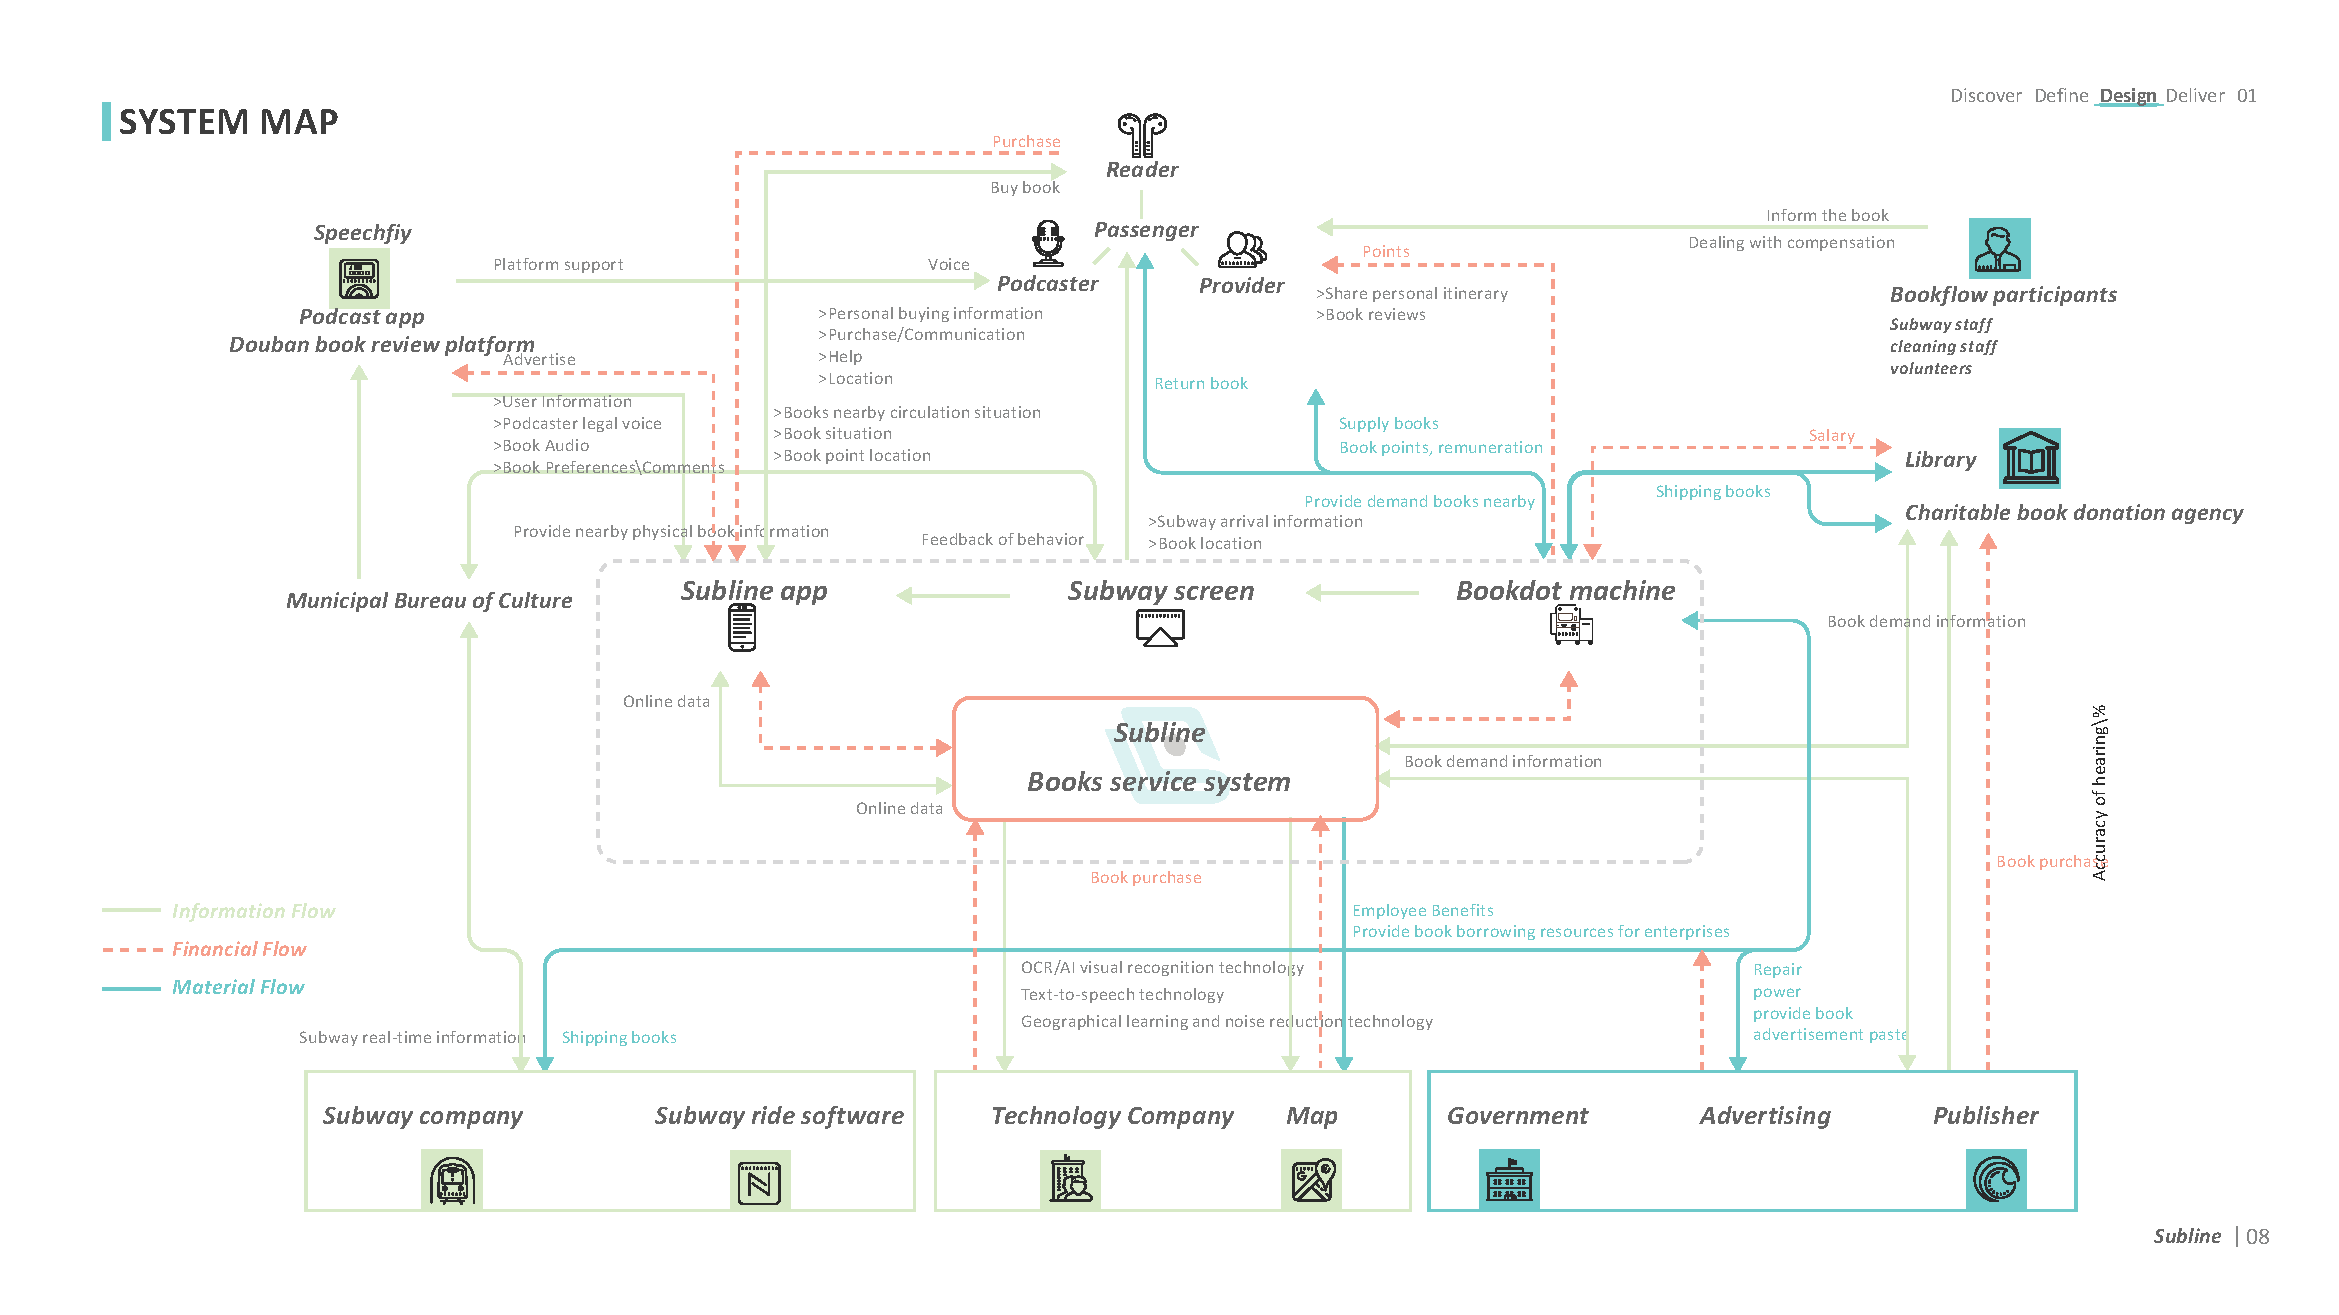 Discover Define Design Deliver 01
SYSTEM MAP
Purchase
Reader
Buy book
Inform the book
Speechfiy
Passenger
Dealing with compensation
Points
Platform support
Voice
Podcaster
Provider
>Share personal itinerary
>Book reviews
Bookflow participants
Subway staff
cleaning staff
volunteers
Podcast app
Douban book review platform
Advertise
>Personal buying information
>Purchase/Communication
>Help
>Location
Return book
>User Information
>Podcaster legal voice
>Book Audio
>Book Preferences\Comments
>Books nearby circulation situation
>Book situation
>Book point location
Supply books
Book points, remuneration
Salary
Library
Shipping books
Provide demand books nearby
Charitable book donation agency
Provide nearby physical book information
Feedback of behavior
>Subway arrival information
>Book location
Municipal Bureau of Culture
Subline app
Subway screen
Bookdot machine
Book demand information
Online data
Subline
Books service system
Book demand information
Online data
Accuracy of hearing\%
Book purchase
Book purchase
Information Flow
Financial Flow
Material Flow
Employee Benefits
Provide book borrowing resources for enterprises
OCR/AI visual recognition technology
Text-to-speech technology
Geographical learning and noise reduction technology
Repair
power
provide book
advertisement paste
Subway real-time information
Shipping books
Subway company
Subway ride software
Technology Company
Map
Government
Advertising
Publisher
Subline | 08